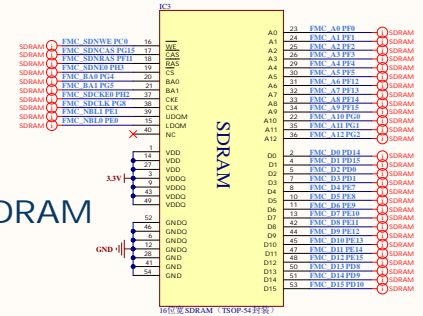 IC3
SDRAM FMC_SDNWE PC0 16 WE
SDRAM FMC_SDNCAS PG15 17 CAS
SDRAM FMC_SDNRAS PF11 18 RAS
SDRAM FMC_SDNE0 PH3 19 CS
SDRAM FMC_BA0 PG4 20 BA0
SDRAM FMC_BA1 PG5 21 BA1
SDRAM FMC_SDCKE0 PH2 37 CKE
SDRAM FMC_SDCLK PG8 38 CLK
SDRAM FMC_NBL1 PE1 39 UDQM
SDRAM FMC_NBL0 PE0 15 LDQM
40 NC
1 VDD
14 VDD
27 VDD
3.3V 3 VDDQ
9 VDDQ
43 VDDQ
49 VDDQ
DRAM
52 GNDQ
46 GNDQ
6 GNDQ
GND 12 GNDQ
28 GND
41 GND
54 GND
SDRAM
A0 23 FMC_A0 PF0 SDRAM
A1 24 FMC_A1 PF1 SDRAM
A2 25 FMC_A2 PF2 SDRAM
A3 26 FMC_A3 PF3 SDRAM
A4 29 FMC_A4 PF4 SDRAM
A5 30 FMC_A5 PF5 SDRAM
A6 31 FMC_A6 PF12 SDRAM
A7 32 FMC_A7 PF13 SDRAM
A8 33 FMC_A8 PF14 SDRAM
A9 34 FMC_A9 PF15 SDRAM
A10 22 FMC_A10 PG0 SDRAM
A11 35 FMC_A11 PG1 SDRAM
A12 36 FMC_A12 PG2 SDRAM
D0 2 FMC_D0 PD14 SDRAM
D1 4 FMC_D1 PD15 SDRAM
D2 5 FMC_D2 PD0 SDRAM
D3 7 FMC_D3 PD1 SDRAM
D4 8 FMC_D4 PE7 SDRAM
D5 10 FMC_D5 PE8 SDRAM
D6 11 FMC_D6 PE9 SDRAM
D7 13 FMC_D7 PE10 SDRAM
D8 42 FMC_D8 PE11 SDRAM
D9 44 FMC_D9 PE12 SDRAM
D10 45 FMC_D10 PE13 SDRAM
D11 47 FMC_D11 PE14 SDRAM
D12 48 FMC_D12 PE15 SDRAM
D13 50 FMC_D13 PD8 SDRAM
D14 51 FMC_D14 PD9 SDRAM
D15 53 FMC_D15 PD10 SDRAM
16位宽SDRAM（TSOP-54封装）